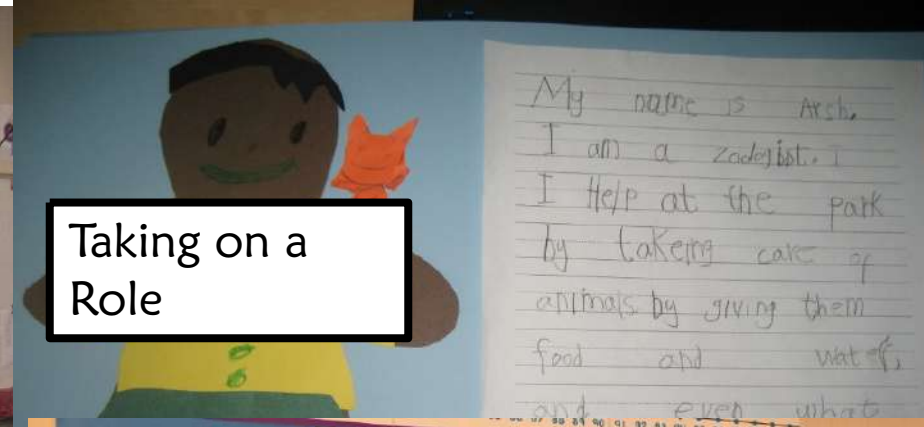 Taking on a
Role
My name is Arsh.
I am a
I Help at the park
by takeing care of
animals by giving them
food and water,
and even what